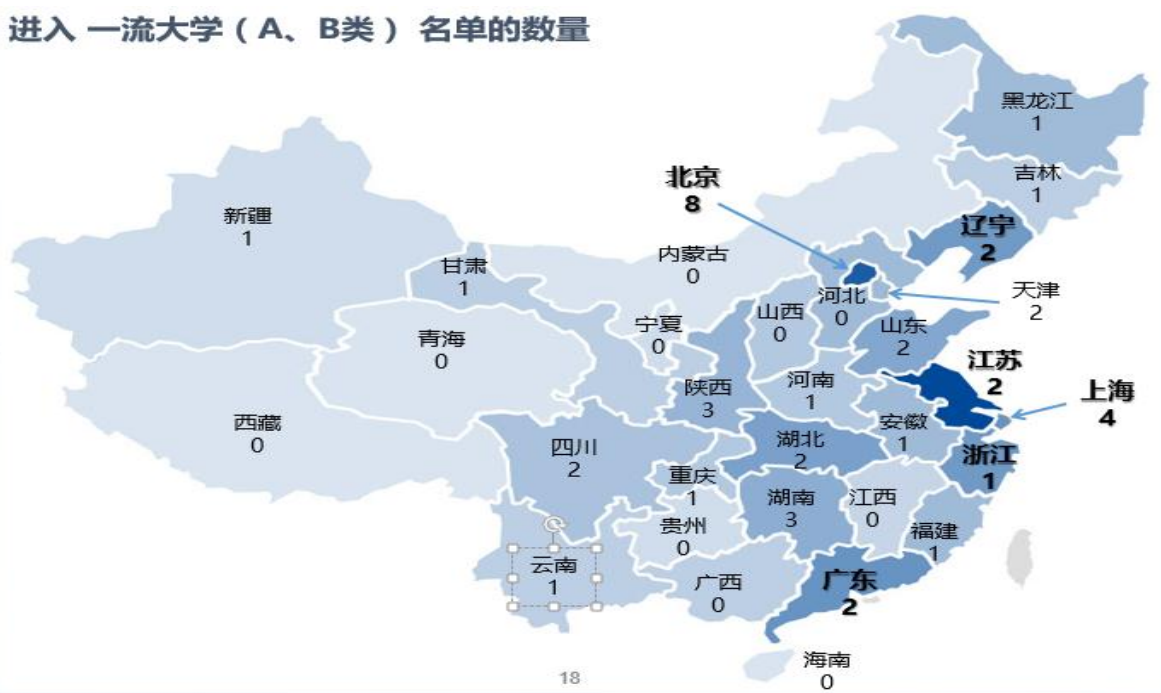 进入 一流大学（A、B类） 名单的数量
黑龙江
1
吉林
1
北京
8
辽宁
2
新疆
1
内蒙古
0
甘肃
1
天津
2
河北
0
山西
0
宁夏
0
山东
2
青海
0
江苏
2
陕西
3
河南
1
上海
4
西藏
0
安徽
1
湖北
2
四川
2
浙江
1
重庆
1
湖南
3
江西
0
贵州
0
福建
1
云南
1
广西
0
广东
2
海南
0
18